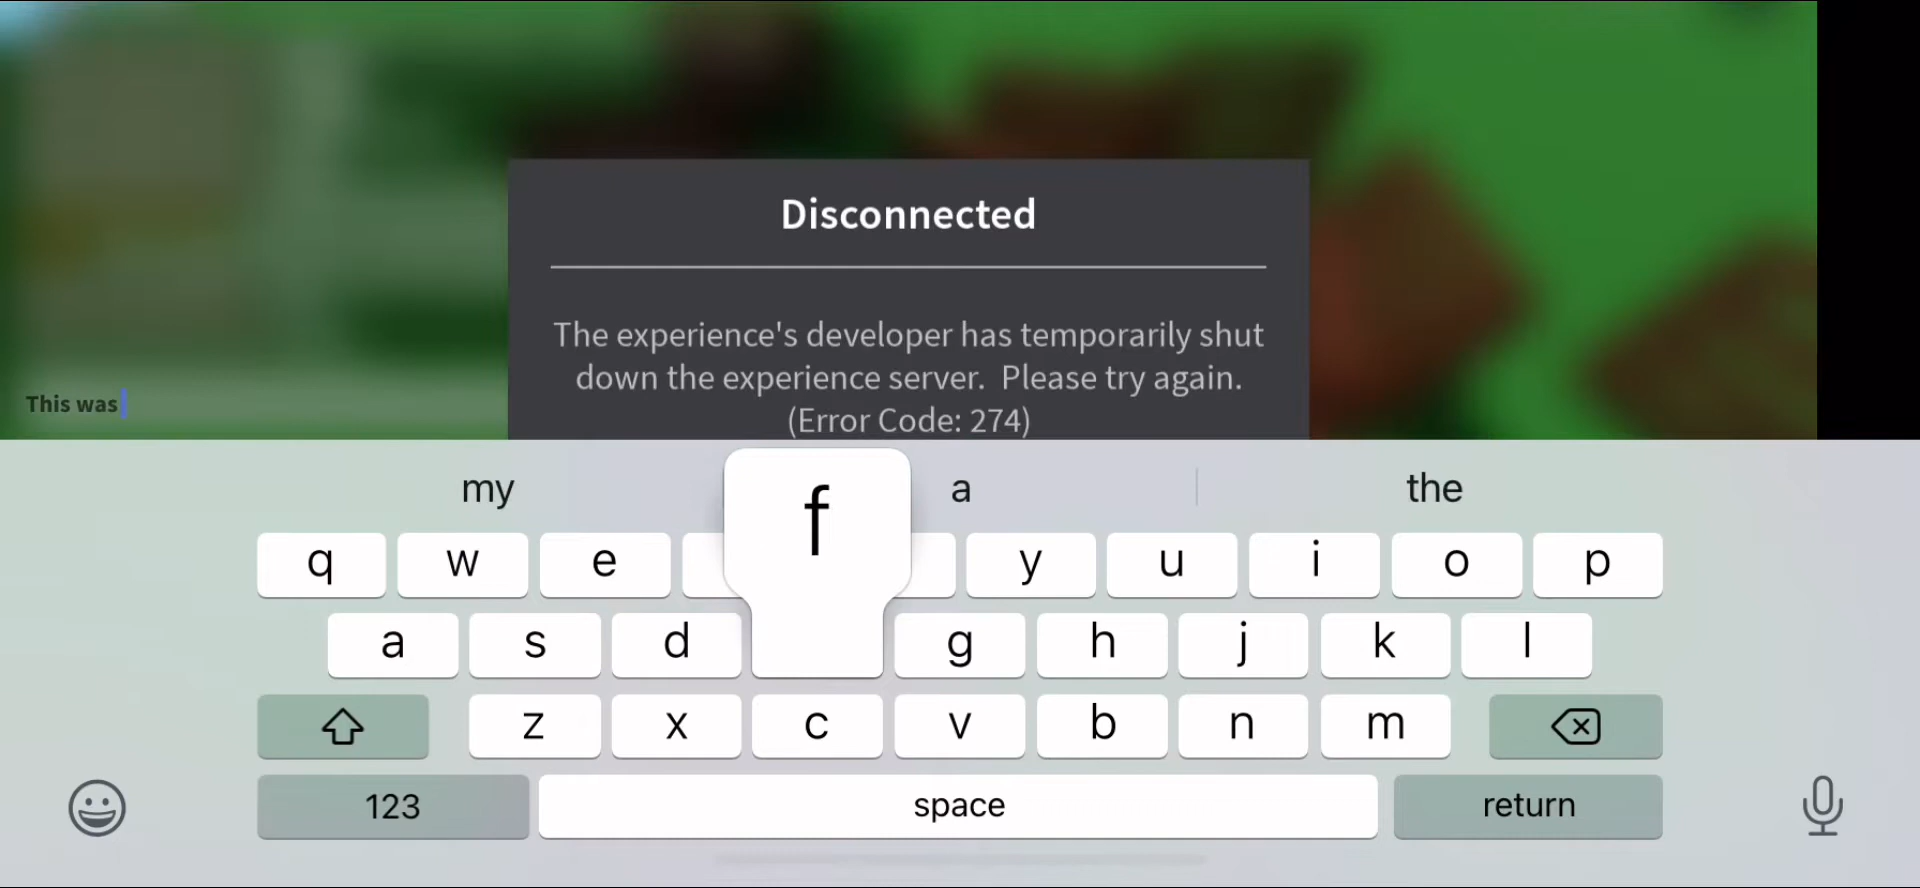 Disconnected
The experience's developer has temporarily shut
down the experience server.  Please try again.
(Error Code: 274)
This was
my a the
f
q w e y u i o p
a s d g h j k l
z x c v b n m
123 space return